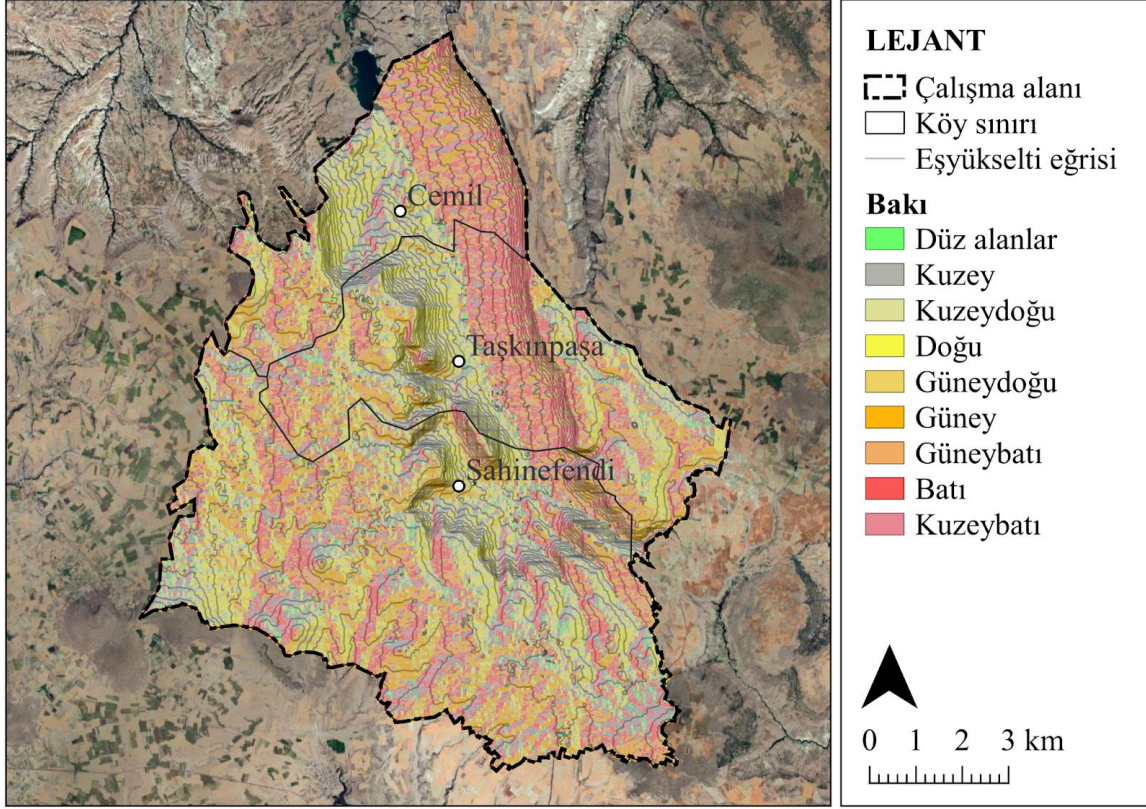 Cemil
Taşkınpaşa
Şahinefendi
LEJANT
Çalışma alanı
Köy sınırı
Eşyükselti eğrisi
Bakı
Düz alanlar
Kuzey
Kuzeydoğu
Doğu
Güneydoğu
Güney
Güneybatı
Batı
Kuzeybatı
0 1 2 3 km